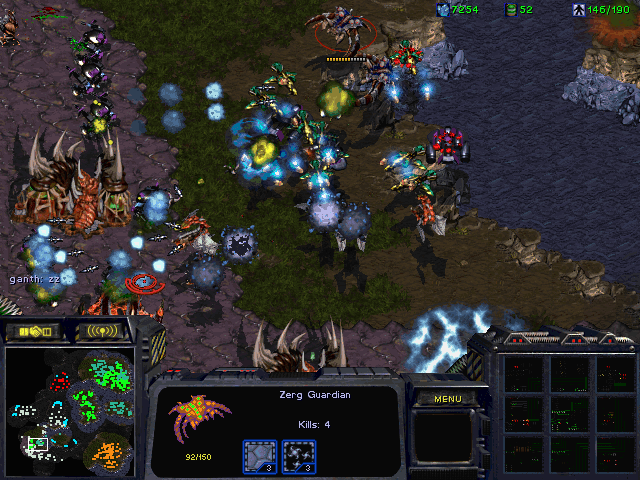 7254 52 146/190
ganth: zz
Zerg Guardian
Kills: 4
MENU
92/150
3 3